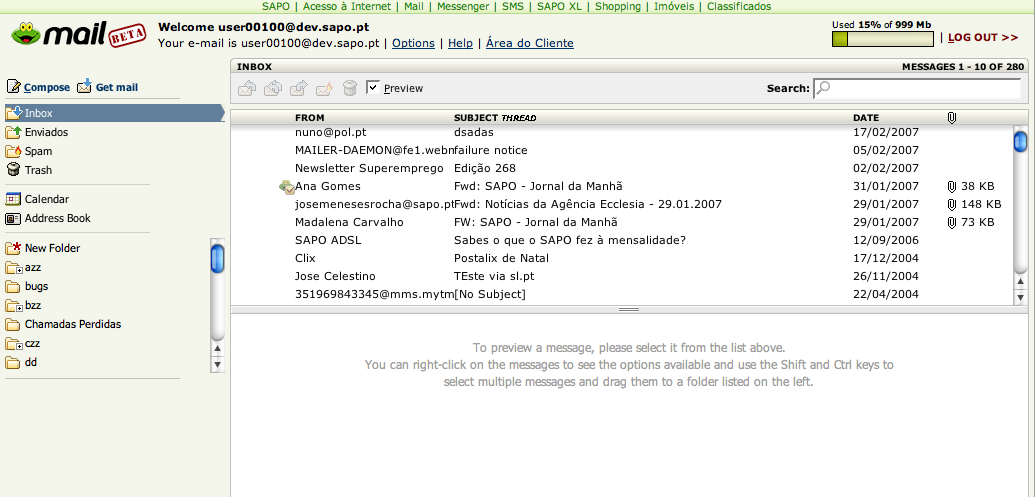 SAPO | Acesso à Internet | Mail | Messenger | SMS | SAPO XL | Shopping | Imóveis | Classificados
mail BETA
Welcome user00100@dev.sapo.pt
Your e-mail is user00100@dev.sapo.pt | Options | Help | Área do Cliente
Used 15% of 999 Mb
| LOG OUT >>
Compose Get mail
Inbox
Enviados
Spam
Trash
Calendar
Address Book
New Folder
azz
bugs
bzz
Chamadas Perdidas
czz
dd
INBOX MESSAGES 1 - 10 OF 280
Preview Search:
FROM SUBJECT THREAD DATE
nuno@pol.pt dsadas 17/02/2007
MAILER-DAEMON@fe1.webm failure notice 05/02/2007
Newsletter Superemprego Edição 268 02/02/2007
Ana Gomes Fwd: SAPO - Jornal da Manhã 31/01/2007 38 KB
josemenesesrocha@sapo.pt Fwd: Notícias da Agência Ecclesia - 29.01.2007 29/01/2007 148 KB
Madalena Carvalho FW: SAPO - Jornal da Manhã 29/01/2007 73 KB
SAPO ADSL Sabes o que o SAPO fez à mensalidade? 12/09/2006
Clix Postalix de Natal 17/12/2004
Jose Celestino TEste via sl.pt 26/11/2004
351969843345@mms.mytm [No Subject] 22/04/2004
To preview a message, please select it from the list above.
You can right-click on the messages to see the options available and use the Shift and Ctrl keys to
select multiple messages and drag them to a folder listed on the left.